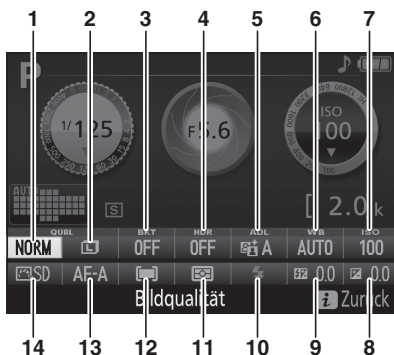 1 2 3 4 5 6 7
P
1/125
F5.6
ISO
100
AUTO
S
[ 2.0]k
QUAL BKT HDR ADL WB ISO
NORM OFF OFF AUTO 100
SD AF-A 0.0 0.0
Bildqualität i Zurück
14 13 12 11 10 9 8